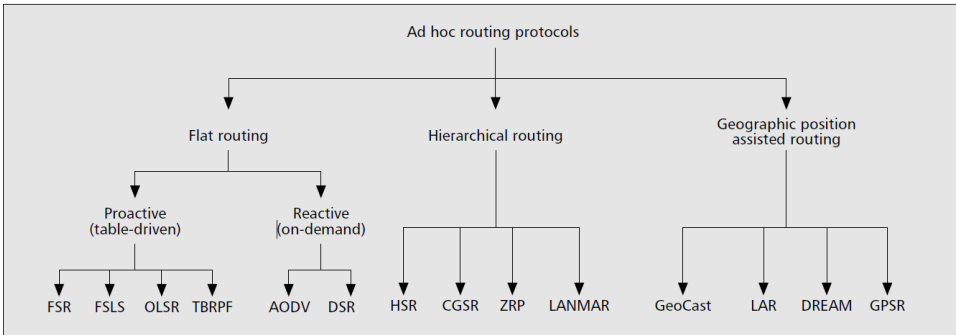 Ad hoc routing protocols
Flat routing
Hierarchical routing
Geographic position
assisted routing
Proactive
(table-driven)
Reactive
(on-demand)
FSR FSLS OLSR TBRPF AODV DSR HSR CGSR ZRP LANMAR GeoCast LAR DREAM GPSR